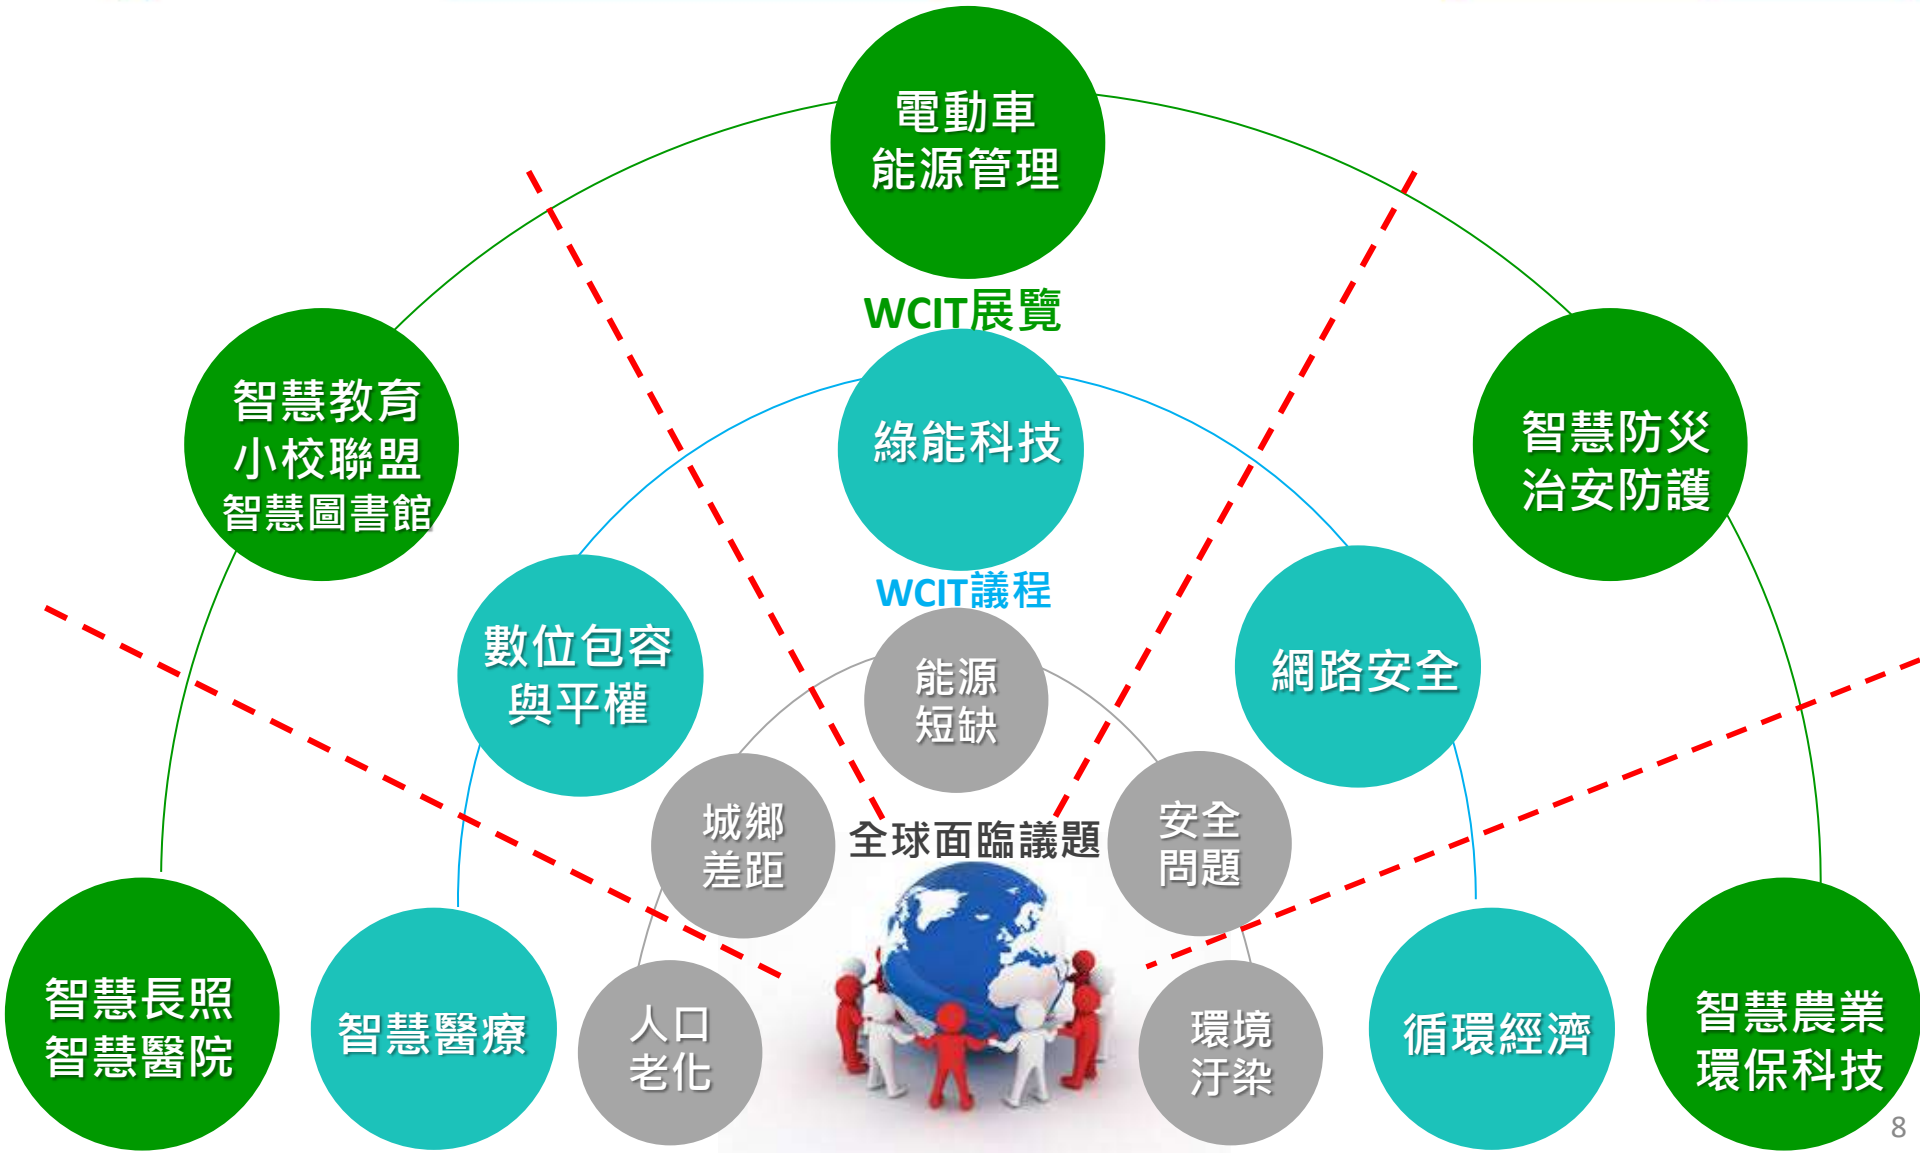 電動車
能源管理
WCIT展覽
智慧教育
小校聯盟
智慧圖書館
綠能科技
智慧防災
治安防護
WCIT議程
數位包容
與平權
能源
短缺
網路安全
城鄉
差距
全球面臨議題
安全
問題
智慧長照
智慧醫院
智慧醫療
人口
老化
環境
汙染
循環經濟
智慧農業
環保科技
8